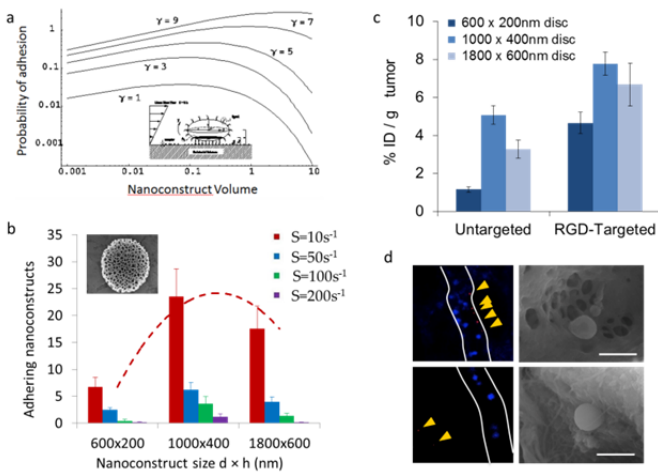 a
Probability of adhesion
1
0.1
0.01
0.001
γ = 9
γ = 7
γ = 5
γ = 3
γ = 1
0.001
0.01
0.1
1
10
Nanoconstruct Volume
b
Adhering nanoconstructs
35
30
25
20
15
10
5
0
S=10s⁻¹
S=50s⁻¹
S=100s⁻¹
S=200s⁻¹
600x200
1000x400
1800x600
Nanoconstruct size d × h (nm)
c
% ID / g tumor
10
8
6
4
2
0
600 x 200nm disc
1000 x 400nm disc
1800 x 600nm disc
Untargeted
RGD-Targeted
d